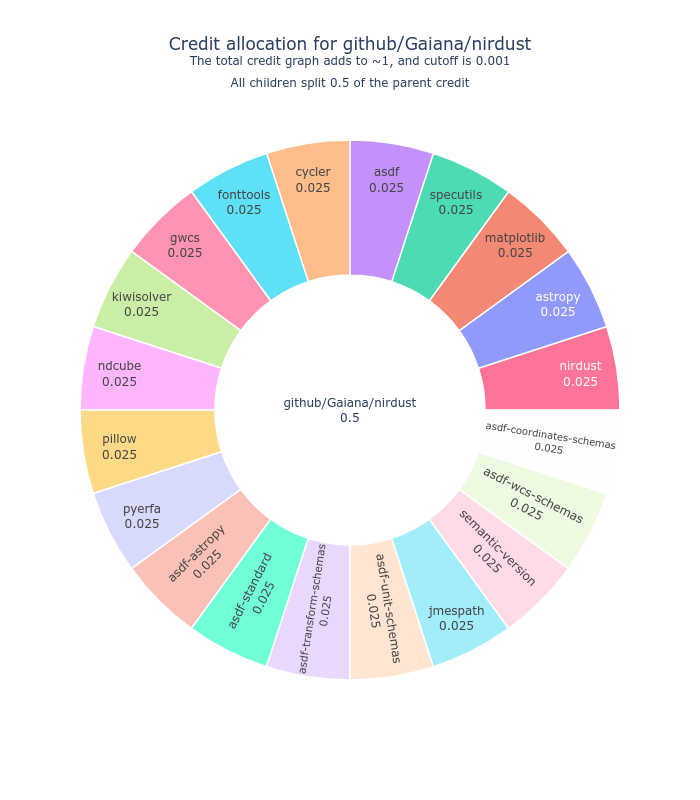 Credit allocation for github/Gaiana/nirdust
The total credit graph adds to ~1, and cutoff is 0.001
All children split 0.5 of the parent credit
cycler
0.025
asdf
0.025
fonttools
0.025
specutils
0.025
gwcs
0.025
matplotlib
0.025
kiwisolver
0.025
astropy
0.025
ndcube
0.025
nirdust
0.025
github/Gaiana/nirdust
0.5
pillow
0.025
asdf-coordinates-schemas
0.025
pyerfa
0.025
asdf-wcs-schemas
0.025
asdf-astropy
0.025
semantic-version
0.025
asdf-standard
0.025
jmespath
0.025
asdf-transform-schemas
0.025
asdf-unit-schemas
0.025